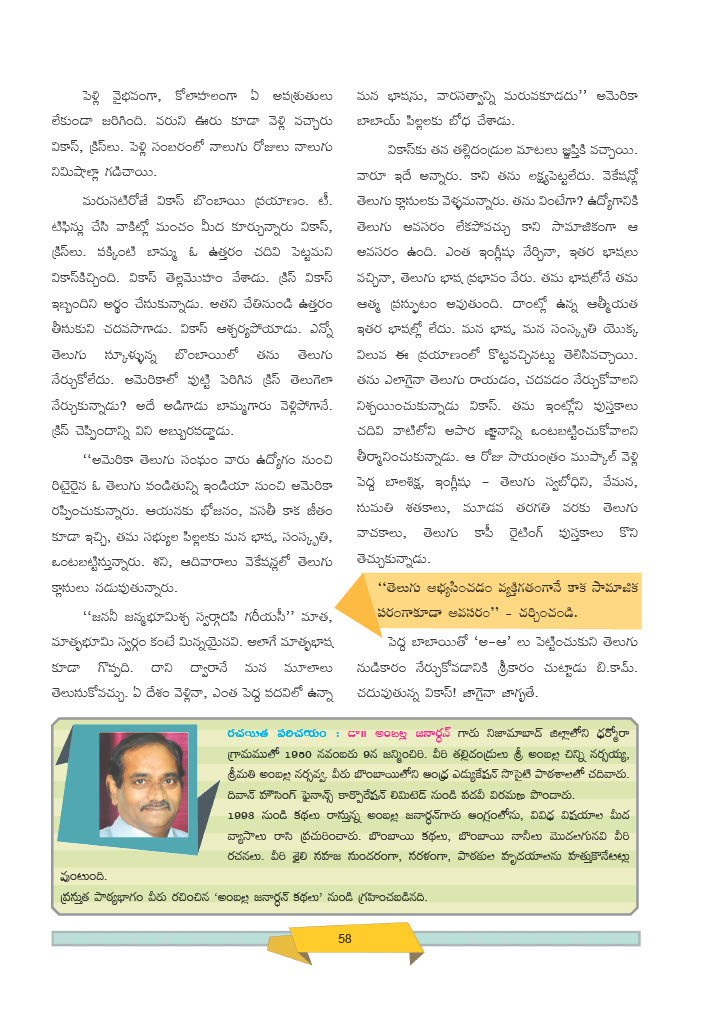 పెళ్లి వైభవంగా, కోలాహలంగా ఏ అపశ్రుతులు
లేకుండా జరిగింది. వరుని ఊరు కూడా వెళ్లి వచ్చారు
వికాస్, క్రిస్‌లు. పెళ్లి సంబరంలో నాలుగు రోజులు నాలుగు
నిమిషాల్లా గడిచాయి.
మరుసటిరోజే వికాస్ బొంబాయి ప్రయాణం. టీ.
టిఫిన్లు చేసి వాకిట్లో మంచం మీద కూర్చున్నారు వికాస్,
క్రిస్‌లు. పక్కింటి బామ్మ ఓ ఉత్తరం చదివి పెట్టమని
వికాస్‌కిచ్చింది. వికాస్ తెల్లమొహం వేశాడు. క్రిస్ వికాస్
ఇబ్బందిని అర్థం చేసుకున్నాడు. అతని చేతినుండి ఉత్తరం
తీసుకుని చదవసాగాడు. వికాస్ ఆశ్చర్యపోయాడు. ఎన్నో
తెలుగు స్కూళ్ళున్న బొంబాయిలో తను తెలుగు
నేర్చుకోలేదు. అమెరికాలో పుట్టి పెరిగిన క్రిస్ తెలుగెలా
నేర్చుకున్నాడు? అదే అడిగాడు బామ్మగారు వెళ్లిపోగానే.
క్రిస్ చెప్పిందాన్ని విని అబ్బురపడ్డాడు.
‘‘అమెరికా తెలుగు సంఘం వారు ఉద్యోగం నుంచి
రిటైరైన ఓ తెలుగు పండితున్ని ఇండియా నుంచి అమెరికా
రప్పించుకున్నారు. ఆయనకు భోజనం, వసతీ కాక జీతం
కూడా ఇచ్చి, తమ సభ్యుల పిల్లలకు మన భాష, సంస్కృతి,
ఒంటబట్టిస్తున్నారు. శని, ఆదివారాలు వెకేషన్లలో తెలుగు
క్లాసులు నడుపుతున్నారు.
‘‘జననీ జన్మభూమిశ్చ స్వర్గాదపి గరీయసీ’’ మాత,
మాతృభూమి స్వర్గం కంటే మిన్నయైనవి. అలాగే మాతృభాష
కూడా గొప్పది. దాని ద్వారానే మన మూలాలు
తెలుసుకోవచ్చు. ఏ దేశం వెళ్లినా, ఎంత పెద్ద పదవిలో ఉన్నా
మన భాషను, వారసత్వాన్ని మరువకూడదు’’ అమెరికా
బాబాయ్ పిల్లలకు బోధ చేశాడు.
వికాస్‌కు తన తల్లిదండ్రుల మాటలు జ్ఞప్తికి వచ్చాయి.
వారూ ఇదే అన్నారు. కాని తను లక్ష్యపెట్టలేదు. వెకేషన్లో
తెలుగు క్లాసులకు వెళ్ళమన్నారు. తను వింటేగా? ఉద్యోగానికి
తెలుగు అవసరం లేకపోవచ్చు కాని సామాజికంగా ఆ
అవసరం ఉంది. ఎంత ఇంగ్లీషు నేర్చినా, ఇతర భాషలు
వచ్చినా, తెలుగు భాష ప్రభావం వేరు. తమ భాషలోనే తమ
ఆత్మ ప్రస్ఫుటం అవుతుంది. దాంట్లో ఉన్న ఆత్మీయత
ఇతర భాషల్లో లేదు. మన భాష, మన సంస్కృతి యొక్క
విలువ ఈ ప్రయాణంలో కొట్టవచ్చినట్టు తెలిసివచ్చాయి.
తను ఎలాగైనా తెలుగు రాయడం, చదవడం నేర్చుకోవాలని
నిశ్చయించుకున్నాడు వికాస్. తమ ఇంట్లోని పుస్తకాలు
చదివి వాటిలోని అపార జ్ఞానాన్ని ఒంటబట్టించుకోవాలని
తీర్మానించుకున్నాడు. ఆ రోజు సాయంత్రం ముప్కాల్ వెళ్లి
పెద్ద బాలశిక్ష, ఇంగ్లీషు - తెలుగు స్వబోధిని, వేమన,
సుమతి శతకాలు, మూడవ తరగతి వరకు తెలుగు
వాచకాలు, తెలుగు కాపీ రైటింగ్ పుస్తకాలు కొని
తెచ్చుకున్నాడు.
‘‘తెలుగు అభ్యసించడం వ్యక్తిగతంగానే కాక సామాజిక
పరంగాకూడా అవసరం’’ - చర్చించండి.
పెద్ద బాబాయితో ‘అ-ఆ’ లు పెట్టించుకుని తెలుగు
నుడికారం నేర్చుకోవడానికి శ్రీకారం చుట్టాడు బి.కామ్.
చదువుతున్న వికాస్! జాగైనా జాగృతే.
రచయిత పరిచయం : డా॥ అంబల్ల జనార్దన్ గారు నిజామాబాద్ జిల్లాలోని ధర్మోరా
గ్రామములో 1950 నవంబరు 9న జన్మించిరి. వీరి తల్లిదండ్రులు శ్రీ అంబల్ల చిన్ని నర్సయ్య,
శ్రీమతి అంబల్ల నర్సవ్వ. వీరు బొంబాయిలోని ఆంధ్ర ఎడ్యుకేషన్ సొసైటి పాఠశాలతో చదివారు.
దివాన్ హౌసింగ్ ఫైనాన్స్ కార్పొరేషన్ లిమిటెడ్ నుండి పదవీ విరమణ పొందారు.
1993 నుండి కథలు రాస్తున్న అంబల్ల జనార్దన్‌గారు ఆంగ్లంలోను, వివిధ విషయాల మీద
వ్యాసాలు రాసి ప్రచురించారు. బొంబాయి కథలు, బొంబాయి నానీలు మొదలగునవి వీరి
రచనలు. వీరి శైలి సహజ సుందరంగా, సరళంగా, పాఠకుల హృదయాలను హత్తుకొనేటట్లు
వుంటుంది.
ప్రస్తుత పాఠ్యభాగం వీరు రచించిన ‘అంబల్ల జనార్దన్ కథలు’ నుండి గ్రహించబడినది.
58